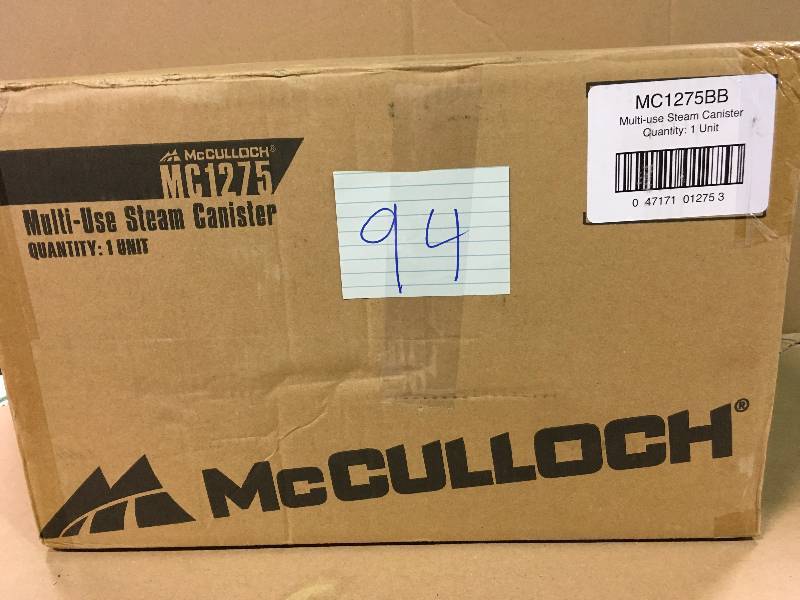 McCULLOCH®
MC1275
Multi-Use Steam Canister
QUANTITY: 1 UNIT
94
MC1275BB
Multi-use Steam Canister
Quantity: 1 Unit
0 47171 01275 3
McCULLOCH®